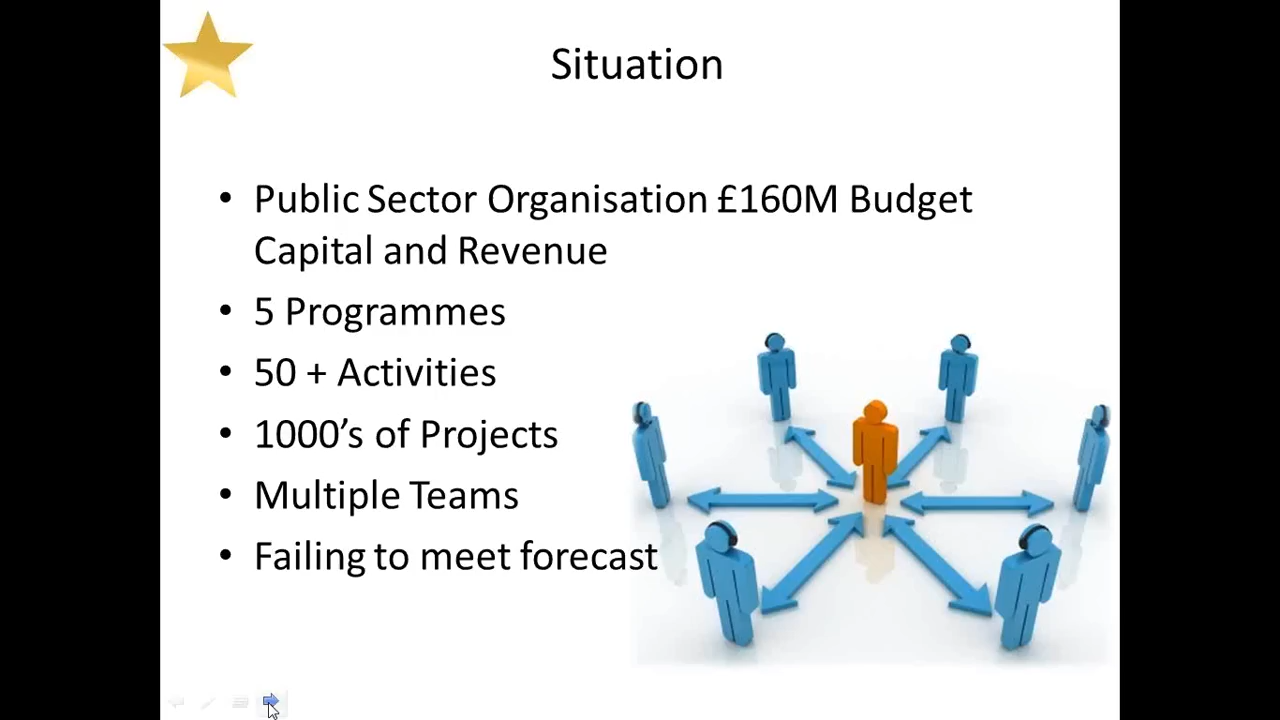 Situation
• Public Sector Organisation £160M Budget
Capital and Revenue
• 5 Programmes
• 50 + Activities
• 1000’s of Projects
• Multiple Teams
• Failing to meet forecast